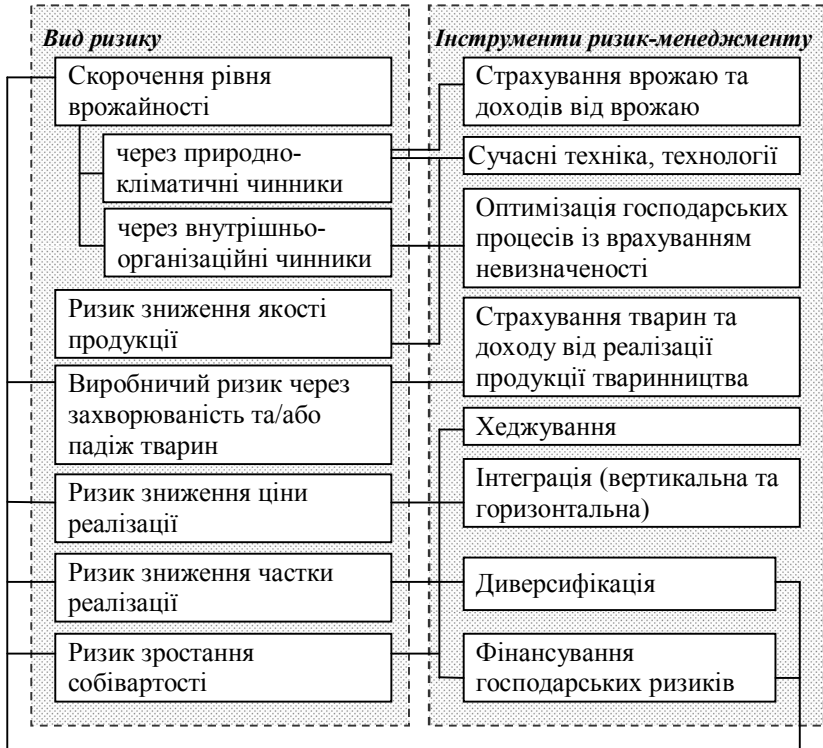 Вид ризику
Скорочення рівня
врожайності
через природно-
кліматичні чинники
через внутрішньо-
організаційні чинники
Ризик зниження якості
продукції
Виробничий ризик через
захворюваність та/або
падіж тварин
Ризик зниження ціни
реалізації
Ризик зниження частки
реалізації
Ризик зростання
собівартості
Інструменти ризик-менеджменту
Страхування врожаю та
доходів від врожаю
Сучасні техніка, технології
Оптимізація господарських
процесів із врахуванням
невизначеності
Страхування тварин та
доходу від реалізації
продукції тваринництва
Хеджування
Інтеграція (вертикальна та
горизонтальна)
Диверсифікація
Фінансування
господарських ризиків